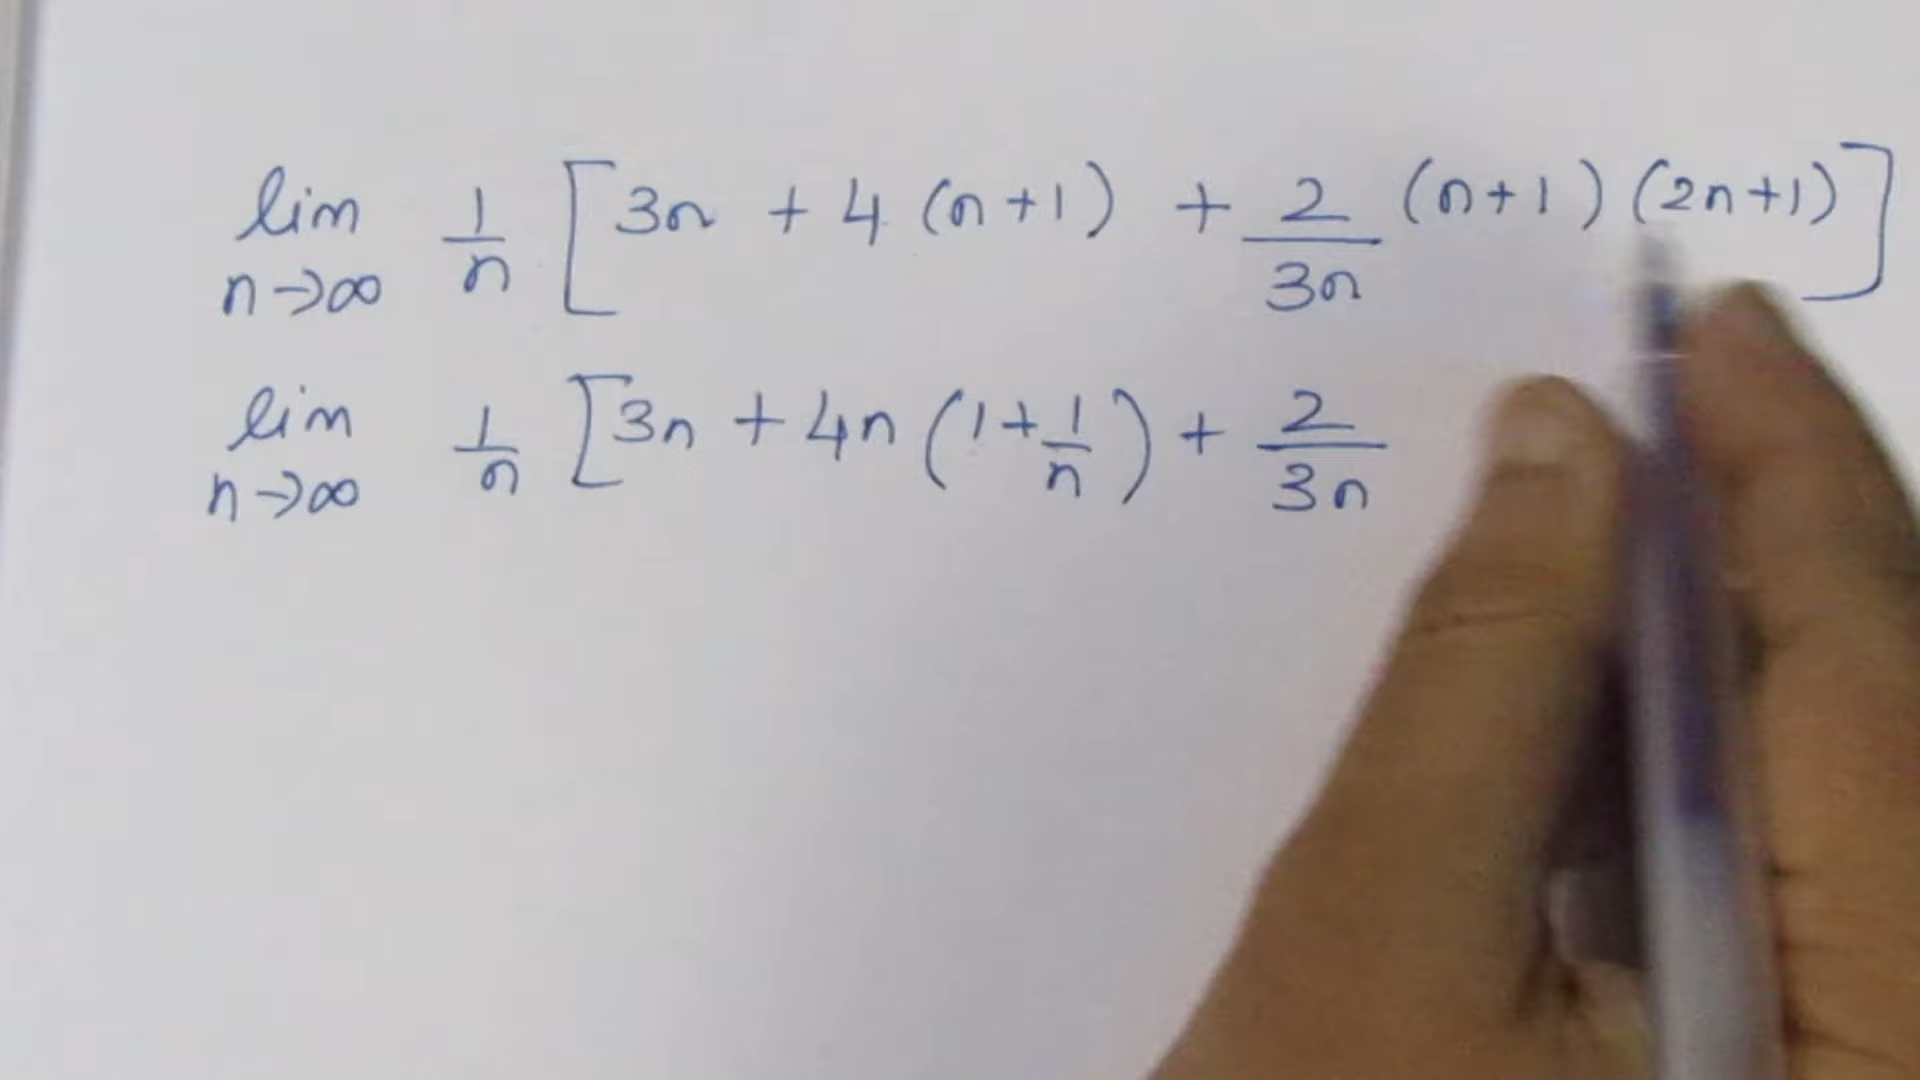 lim n→∞ 1/n [3n + 4(n+1) + 2/3n (n+1)(2n+1)]
lim n→∞ 1/n [3n + 4n(1+1/n) + 2/3n